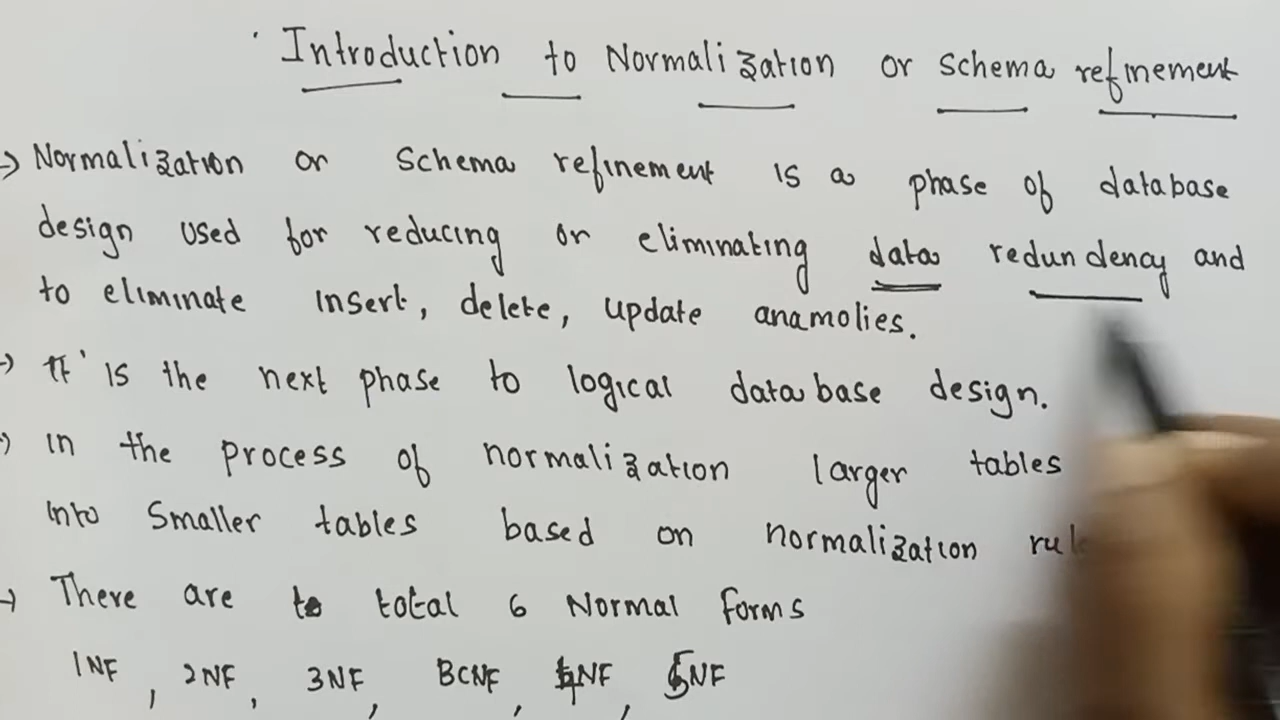 Introduction to Normalization or Schema refinement
→ Normalization or Schema refinement is a phase of database
design used for reducing or eliminating data redundency and
to eliminate insert, delete, update anamolies.
→ It is the next phase to logical database design.
→ in the process of normalization larger tables
into smaller tables based on normalization
→ There are total 6 Normal forms
1NF, 2NF, 3NF, BCNF, 4NF, 5NF